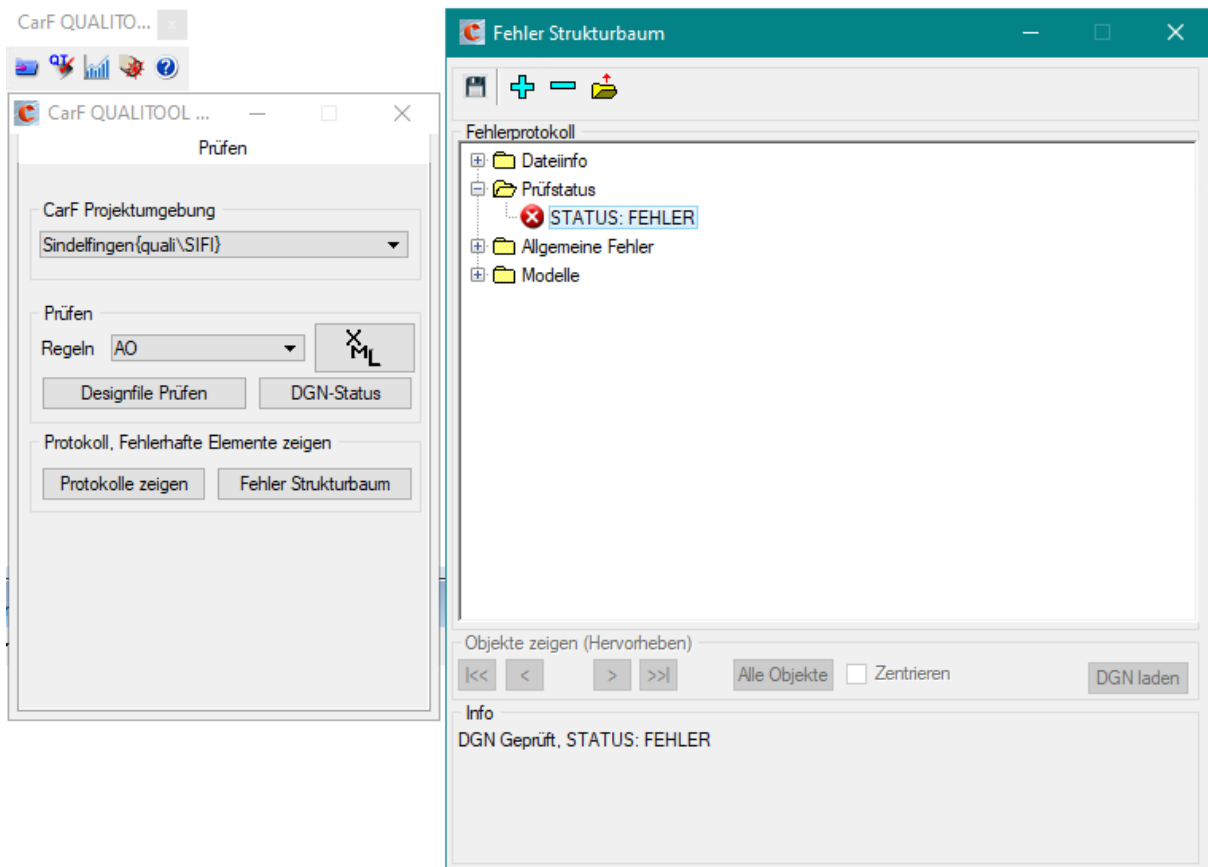 CarF QUALITO...
QT
CarF QUALITOOL ...
Prüfen
CarF Projektumgebung
Sindelfingen{quali\SIFI}
Prüfen
Regeln
AO
XML
Designfile Prüfen
DGN-Status
Protokoll, Fehlerhafte Elemente zeigen
Protokolle zeigen
Fehler Strukturbaum
Fehler Strukturbaum
Fehlerprotokoll
Dateiinfo
Prüfstatus
STATUS: FEHLER
Allgemeine Fehler
Modelle
Objekte zeigen (Hervorheben)
|<<
<
>
>>|
Alle Objekte
Zentrieren
DGN laden
Info
DGN Geprüft, STATUS: FEHLER